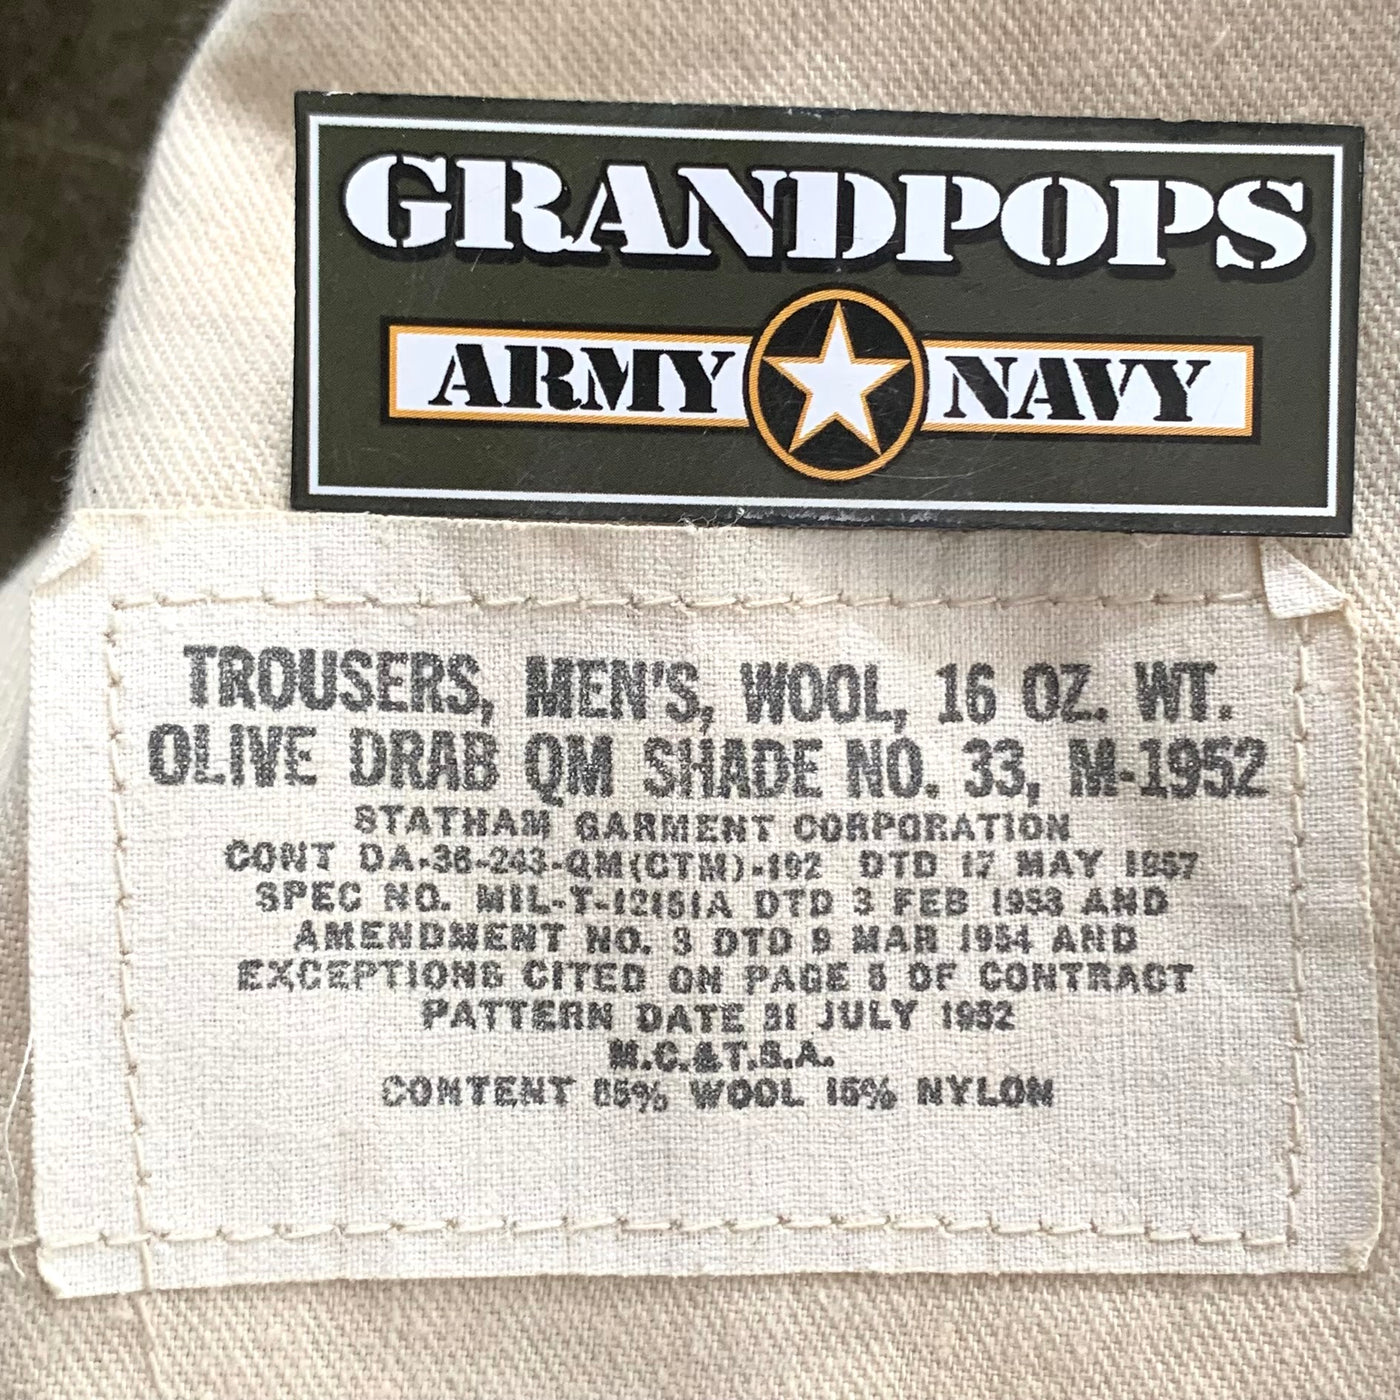 GRANDPOPS
ARMY NAVY
TROUSERS, MEN'S, WOOL, 16 OZ. WT.
OLIVE DRAB QM SHADE NO. 33, M-1952
STATHAM GARMENT CORPORATION
CONT DA-36-243-QM(CTM)-192 DTD 17 MAY 1957
SPEC NO. MIL-T-12151A DTD 3 FEB 1953 AND
AMENDMENT NO. 3 DTD 9 MAR 1954 AND
EXCEPTIONS CITED ON PAGE 5 OF CONTRACT
PATTERN DATE 31 JULY 1952
M.C.&T.S.A.
CONTENT 85% WOOL 15% NYLON